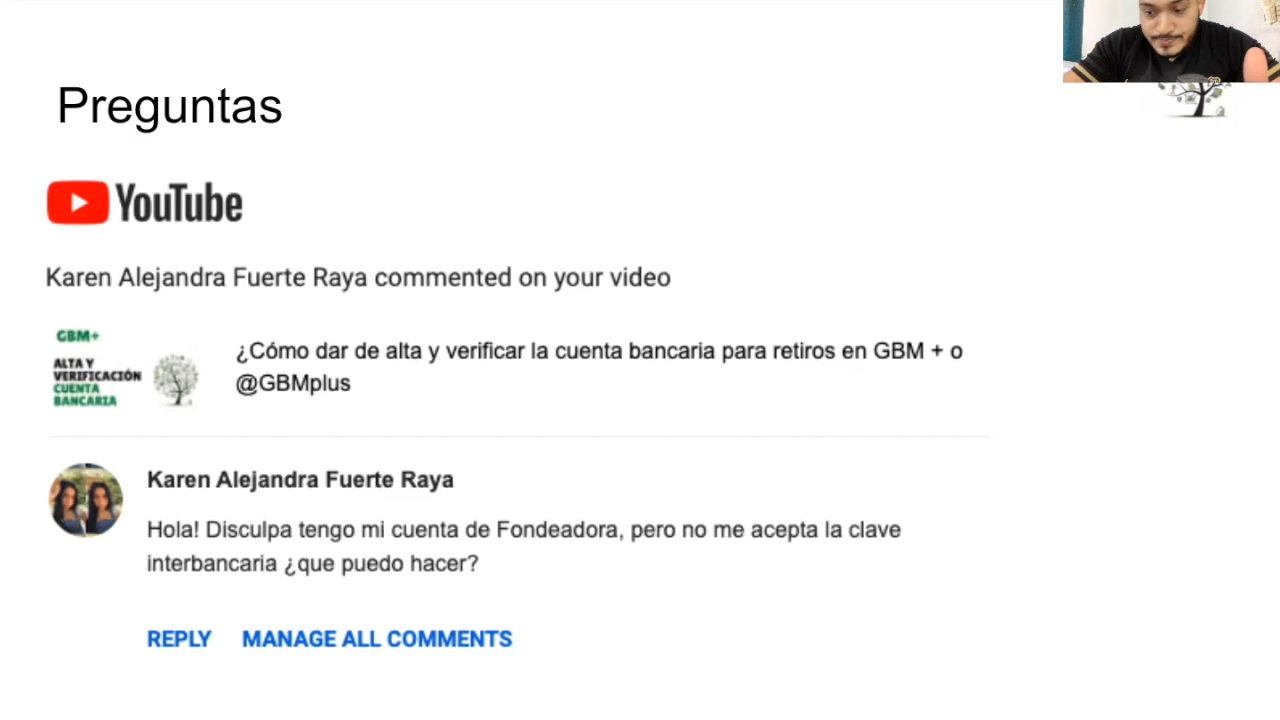 Preguntas
YouTube
Karen Alejandra Fuerte Raya commented on your video
GBM+
ALTA Y
VERIFICACIÓN
CUENTA
BANCARIA
¿Cómo dar de alta y verificar la cuenta bancaria para retiros en GBM + o
@GBMplus
Karen Alejandra Fuerte Raya
Hola! Disculpa tengo mi cuenta de Fondeadora, pero no me acepta la clave
interbancaria ¿que puedo hacer?
REPLY MANAGE ALL COMMENTS